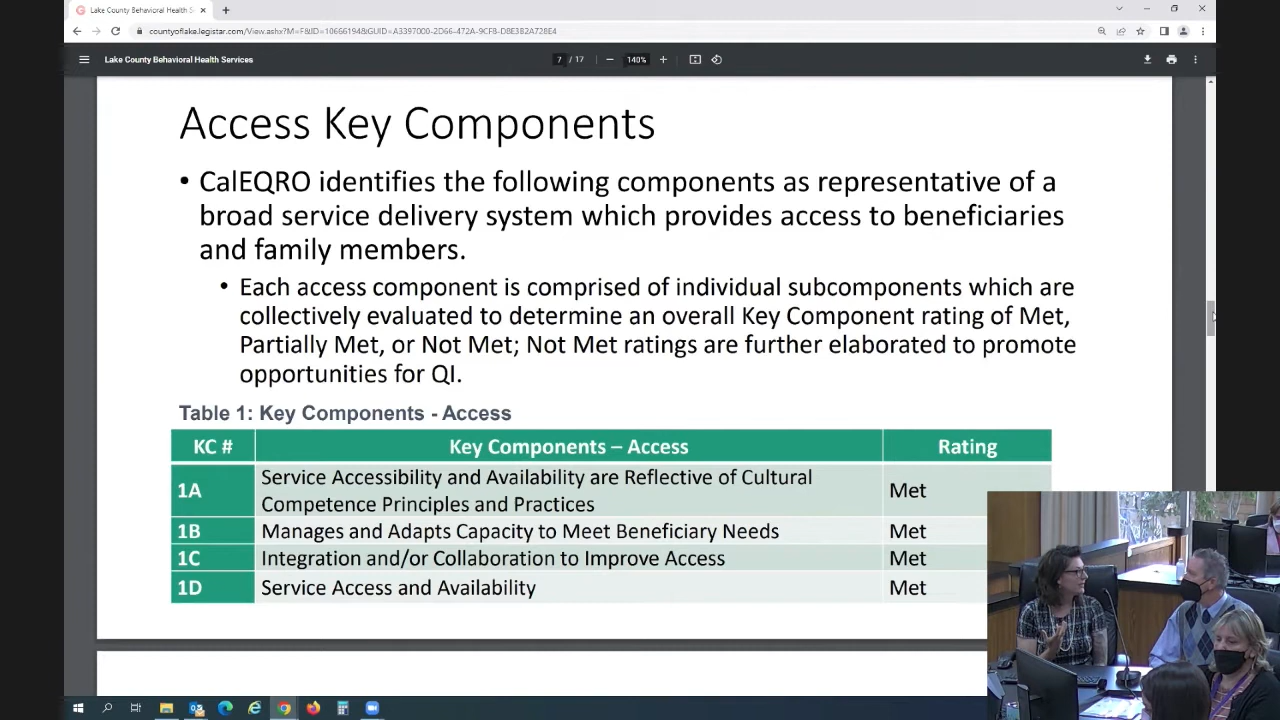 Lake County Behavioral Health S
countyoflake.legistar.com/View.ashx?M=F&ID=10666194&GUID=A3397000-2D66-472A-9CFB-D8E3B2A728E4
Lake County Behavioral Health Services
7 / 17
140%
Access Key Components
• CalEQRO identifies the following components as representative of a
broad service delivery system which provides access to beneficiaries
and family members.
• Each access component is comprised of individual subcomponents which are
collectively evaluated to determine an overall Key Component rating of Met,
Partially Met, or Not Met; Not Met ratings are further elaborated to promote
opportunities for QI.
Table 1: Key Components - Access
KC # Key Components – Access Rating
1A Service Accessibility and Availability are Reflective of Cultural
Competence Principles and Practices Met
1B Manages and Adapts Capacity to Meet Beneficiary Needs Met
1C Integration and/or Collaboration to Improve Access Met
1D Service Access and Availability Met